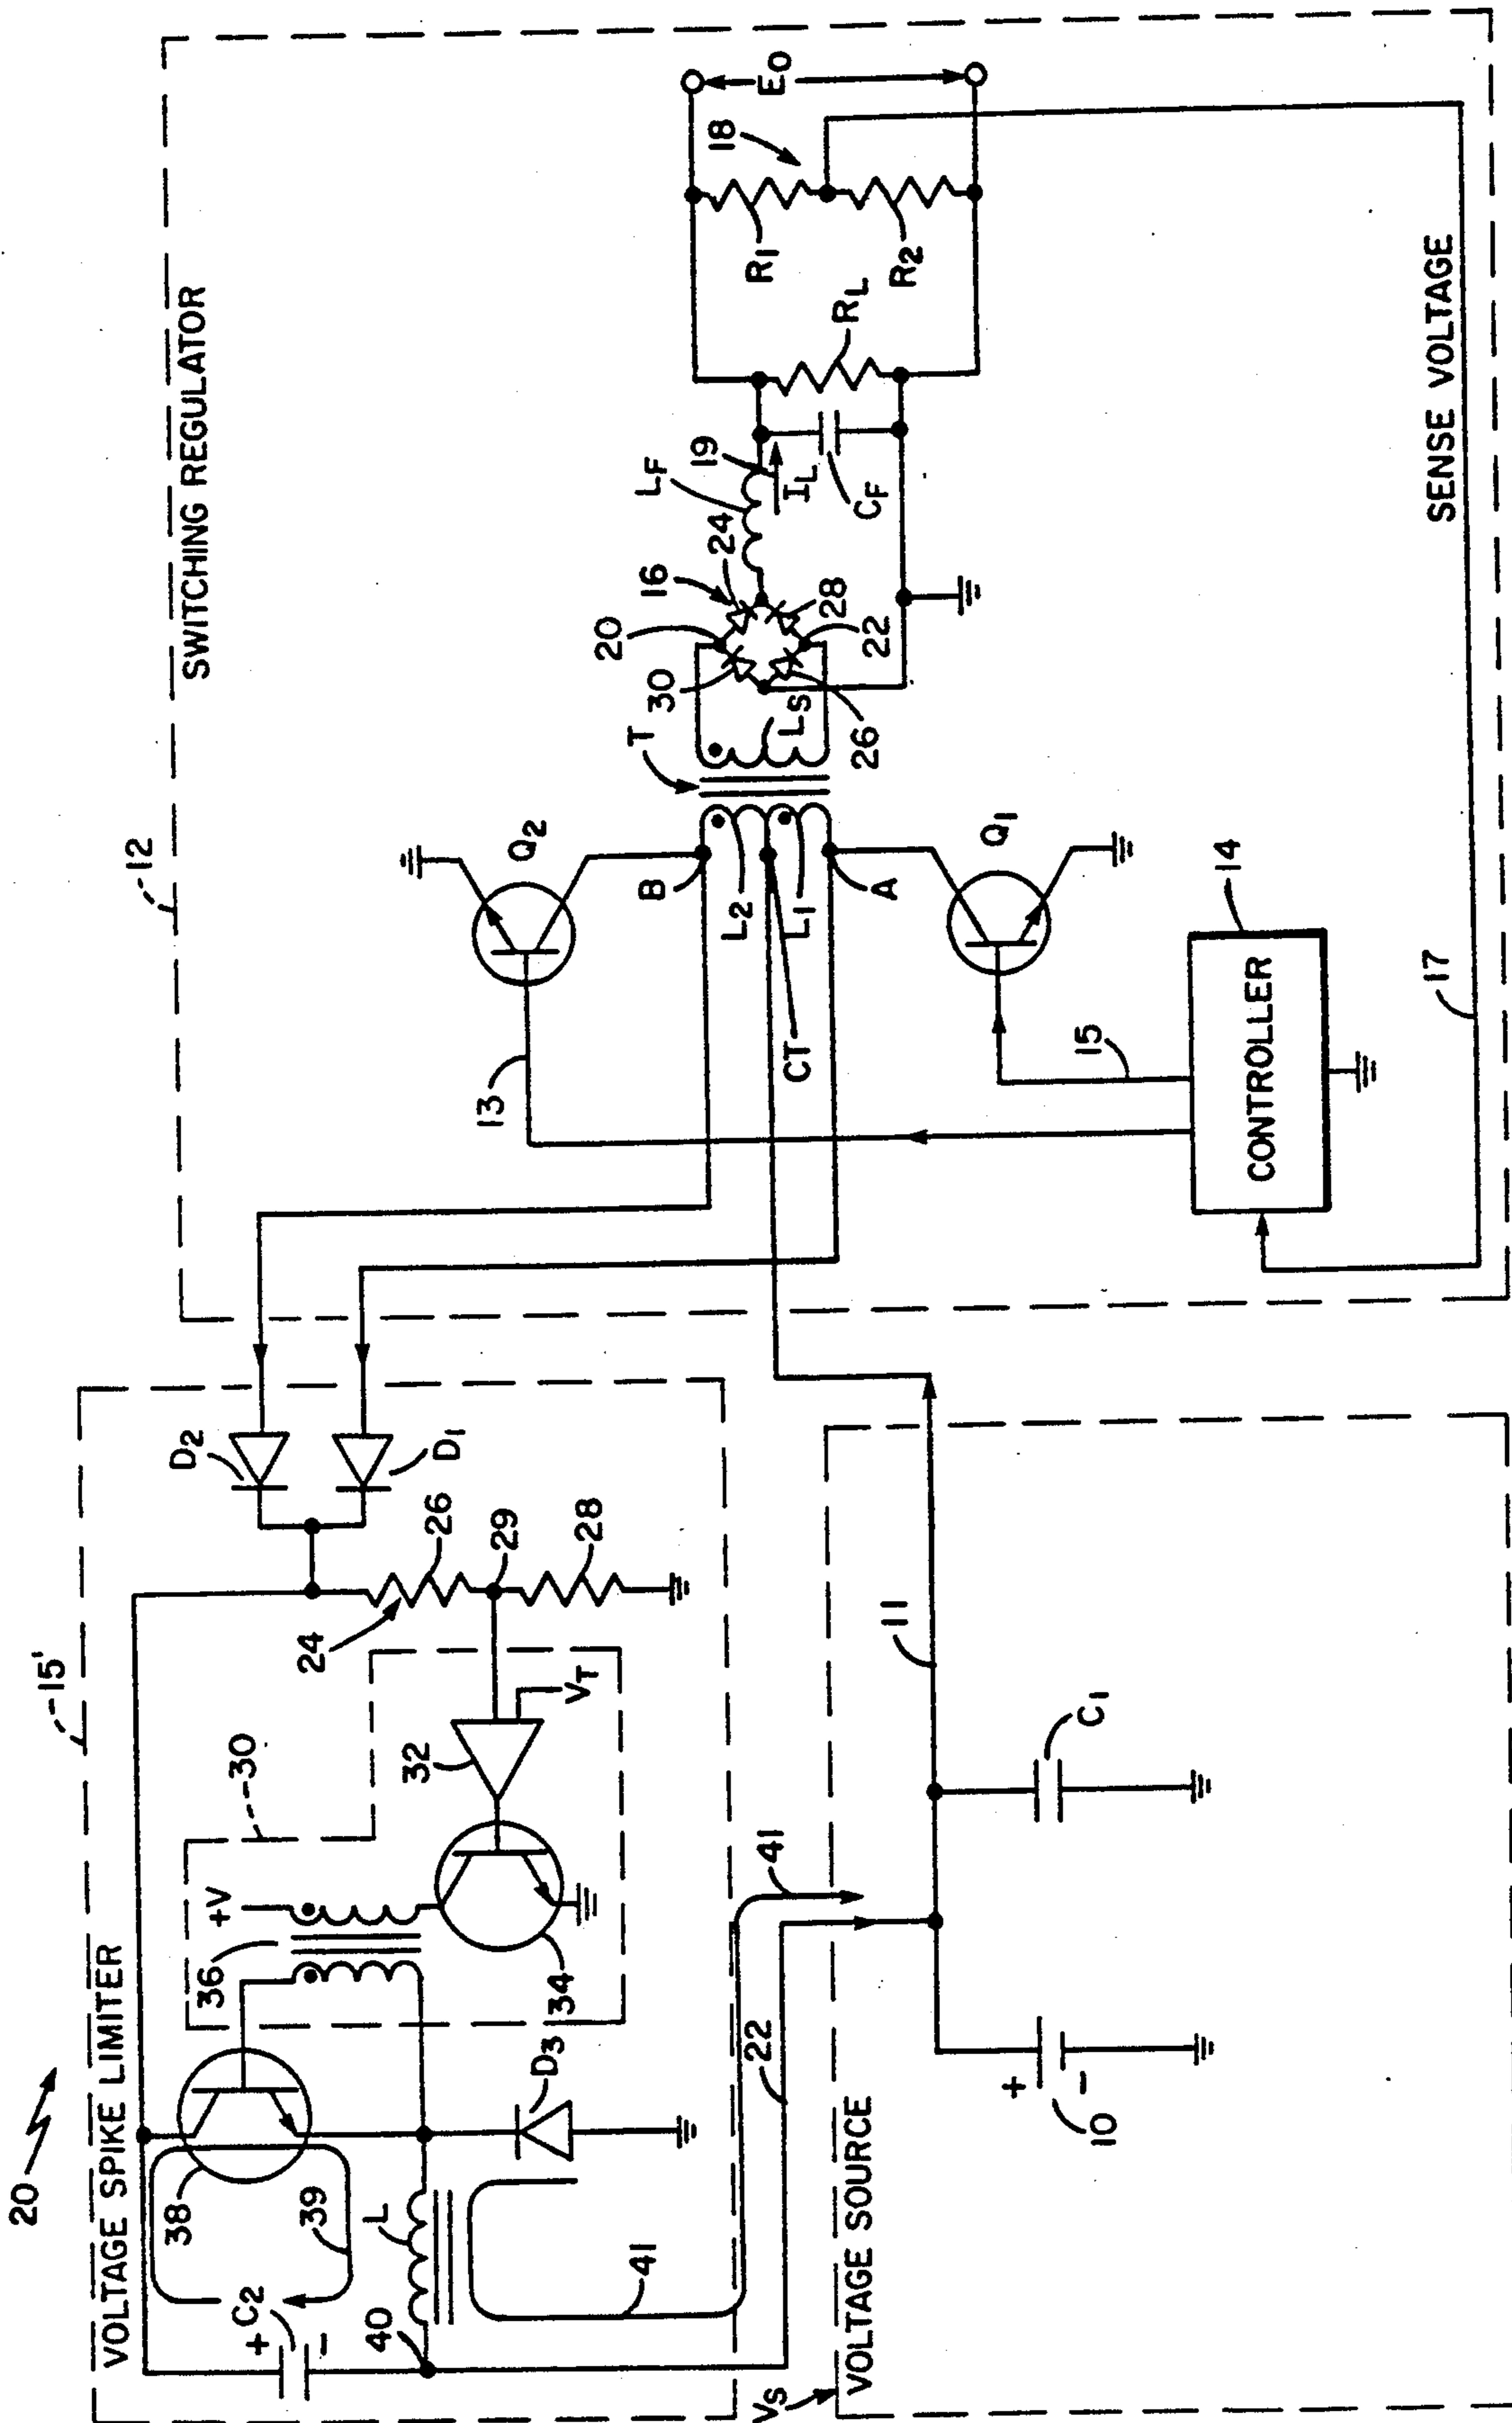 20
VOLTAGE SPIKE LIMITER
15'
38
39
C2
+
-
40
L
41
D3
36
+V
30
34
32
VT
24
26
29
28
D2
D1
22
41
VS
VOLTAGE SOURCE
+
-
10
C1
11
12
SWITCHING REGULATOR
13
Q2
B
L2
CT
L1
A
Q1
15
14
CONTROLLER
17
SENSE VOLTAGE
T
LS
30
20
16
24
26
22
28
LF
19
IL
CF
RL
R1
R2
18
EO